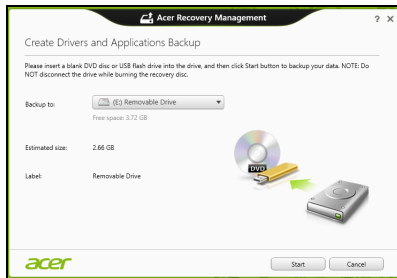 Acer Recovery Management
? ×
Create Drivers and Applications Backup
Please insert a blank DVD disc or USB flash drive into the drive, and then click Start button to backup your data. NOTE: Do
NOT disconnect the drive while burning the recovery disc.
Backup to: (E:) Removable Drive
Free space: 3.72 GB
Estimated size: 2.66 GB
Label: Removable Drive
DVD
acer Start Cancel